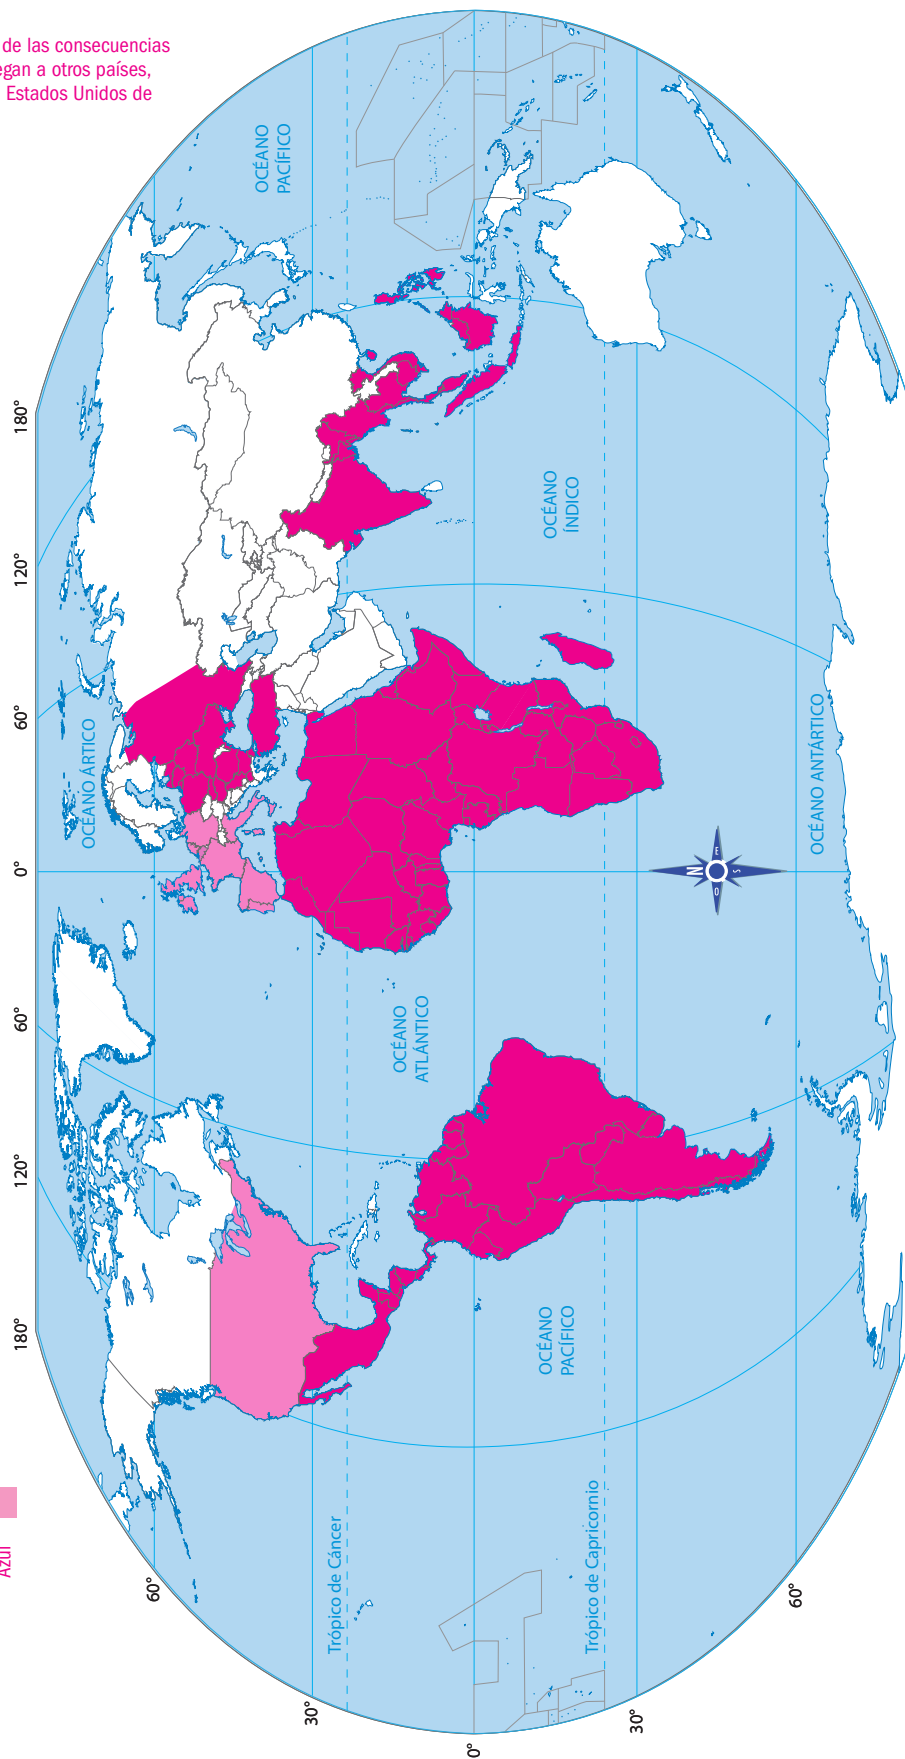 de las consecuencias
egan a otros países,
Estados Unidos de
Azul
180°
120°
60°
0°
60°
120°
180°
60°
30°
0°
30°
60°
OCÉANO ÁRTICO
OCÉANO
PACÍFICO
OCÉANO
ATLÁNTICO
OCÉANO
ÍNDICO
OCÉANO
PACÍFICO
OCÉANO ANTÁRTICO
Trópico de Cáncer
Trópico de Capricornio
N
O
E
S